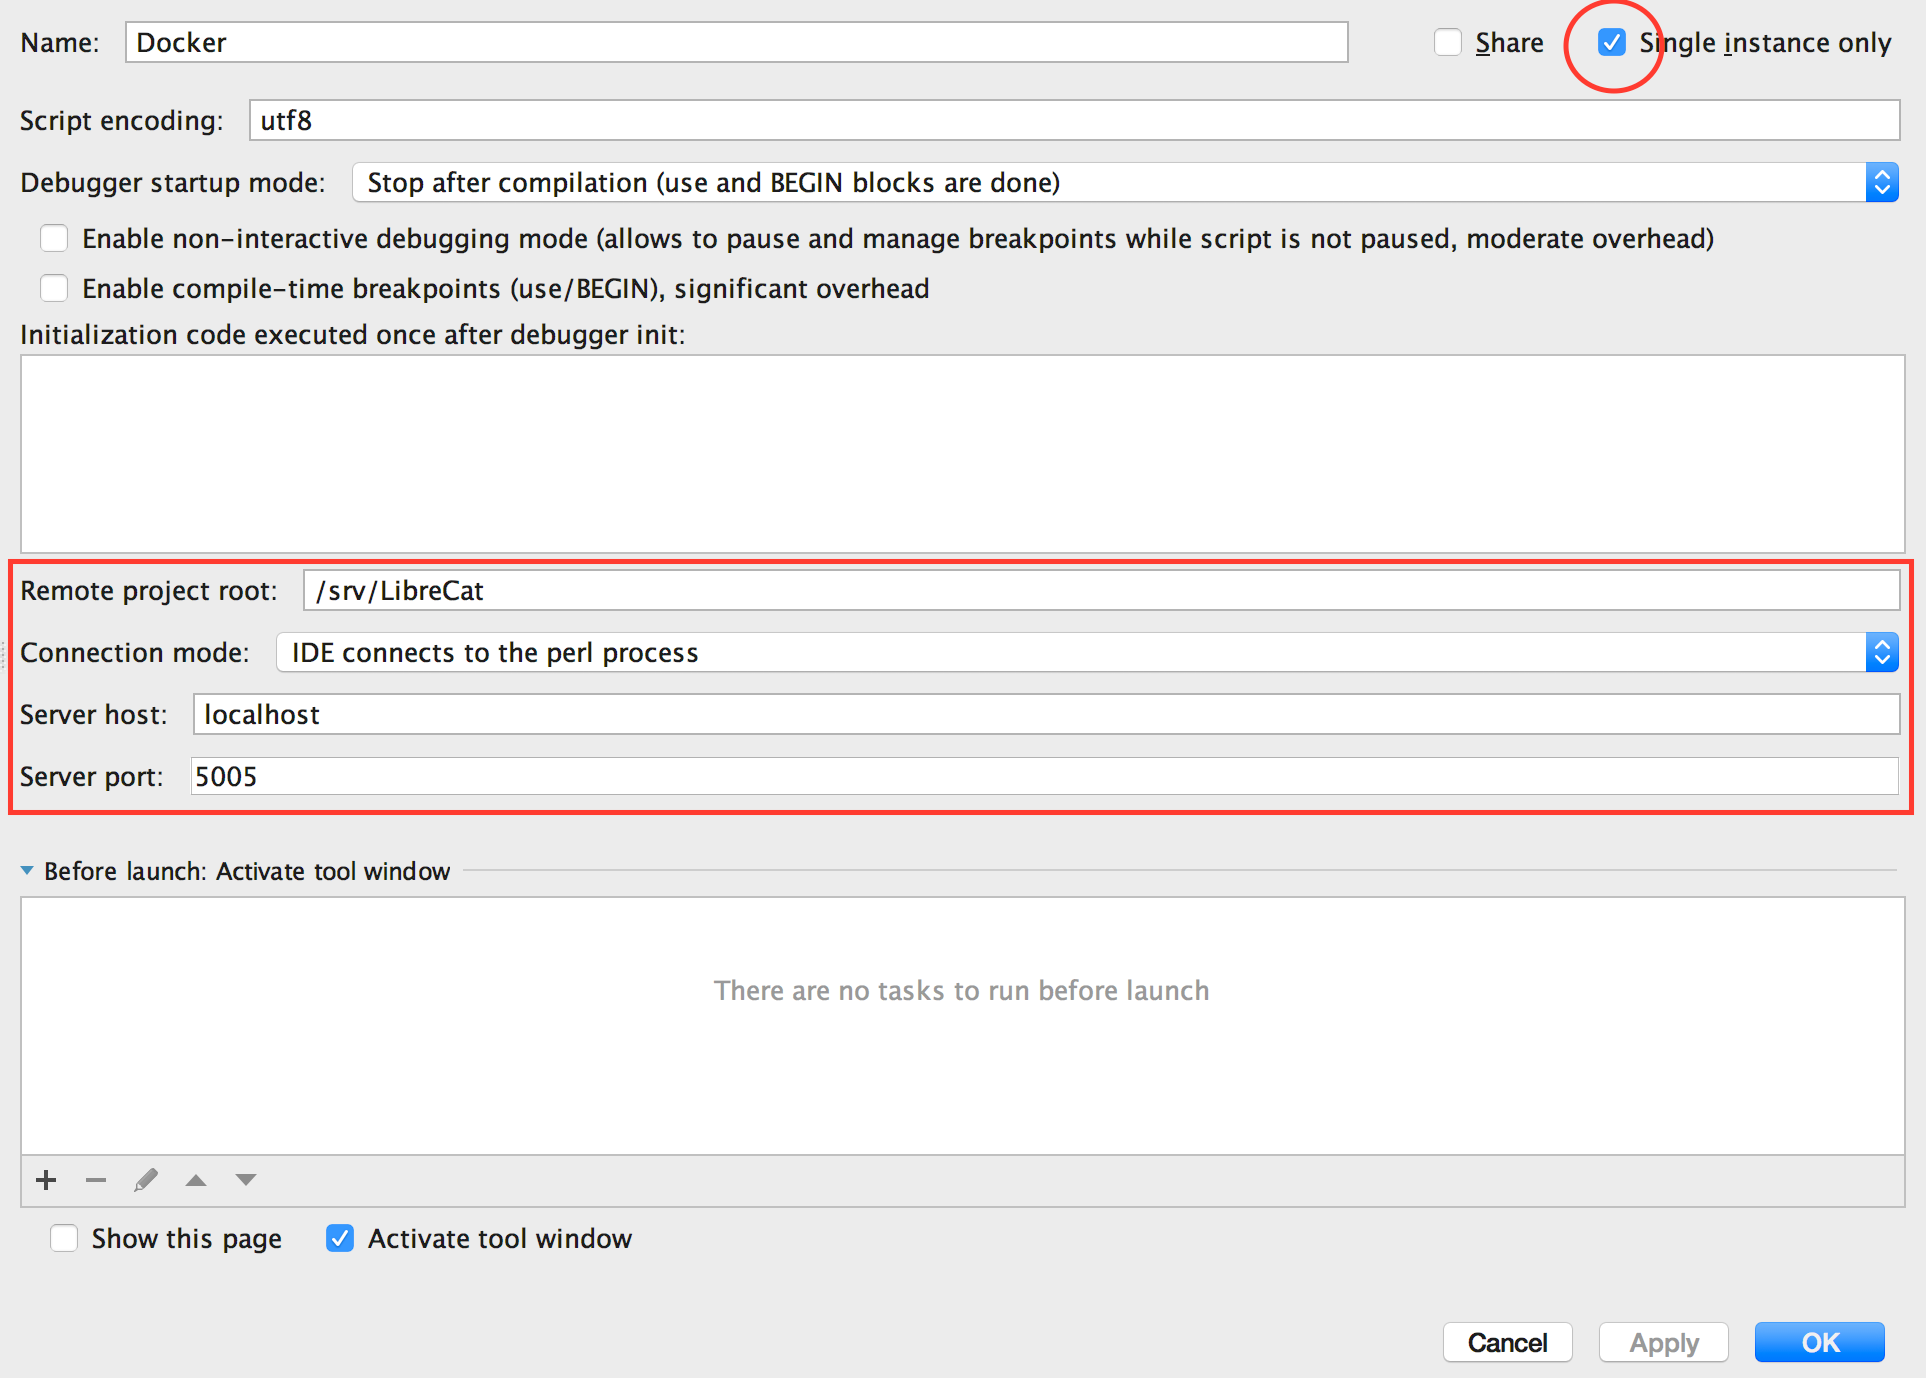 Name: Docker Share Single instance only
Script encoding: utf8
Debugger startup mode: Stop after compilation (use and BEGIN blocks are done)
Enable non-interactive debugging mode (allows to pause and manage breakpoints while script is not paused, moderate overhead)
Enable compile-time breakpoints (use/BEGIN), significant overhead
Initialization code executed once after debugger init:
Remote project root: /srv/LibreCat
Connection mode: IDE connects to the perl process
Server host: localhost
Server port: 5005
Before launch: Activate tool window
There are no tasks to run before launch
Show this page Activate tool window
Cancel Apply OK